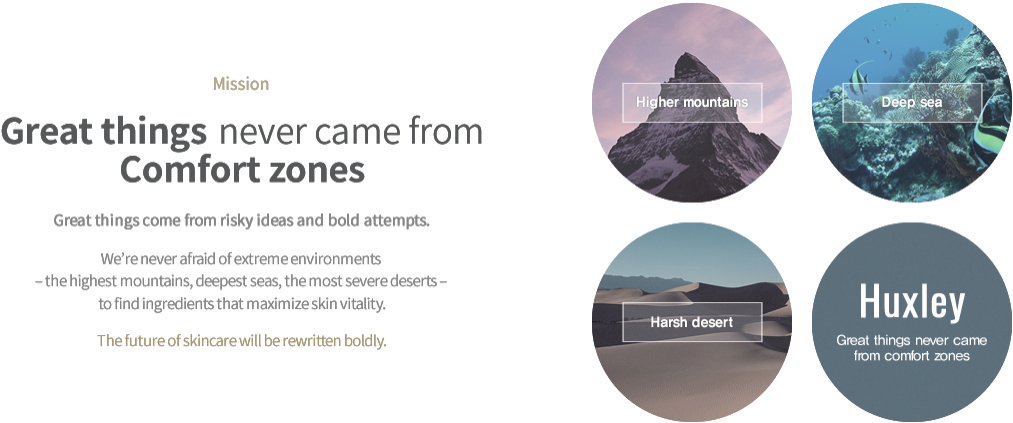 Mission
Great things never came from
Comfort zones
Great things come from risky ideas and bold attempts.
We're never afraid of extreme environments
– the highest mountains, deepest seas, the most severe deserts –
to find ingredients that maximize skin vitality.
The future of skincare will be rewritten boldly.
Higher mountains
Deep sea
Harsh desert
Huxley
Great things never came
from comfort zones